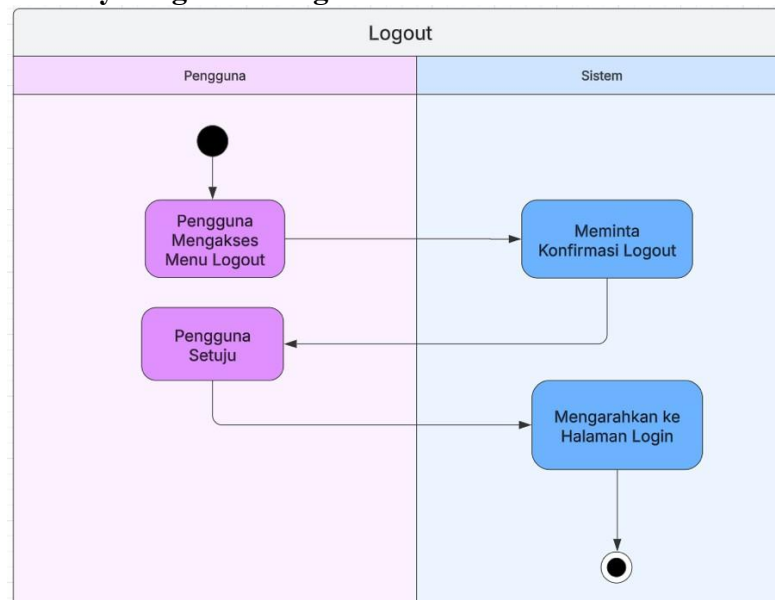 Logout
Pengguna
Sistem
Pengguna
Mengakses
Menu Logout
Meminta
Konfirmasi Logout
Pengguna
Setuju
Mengarahkan ke
Halaman Login